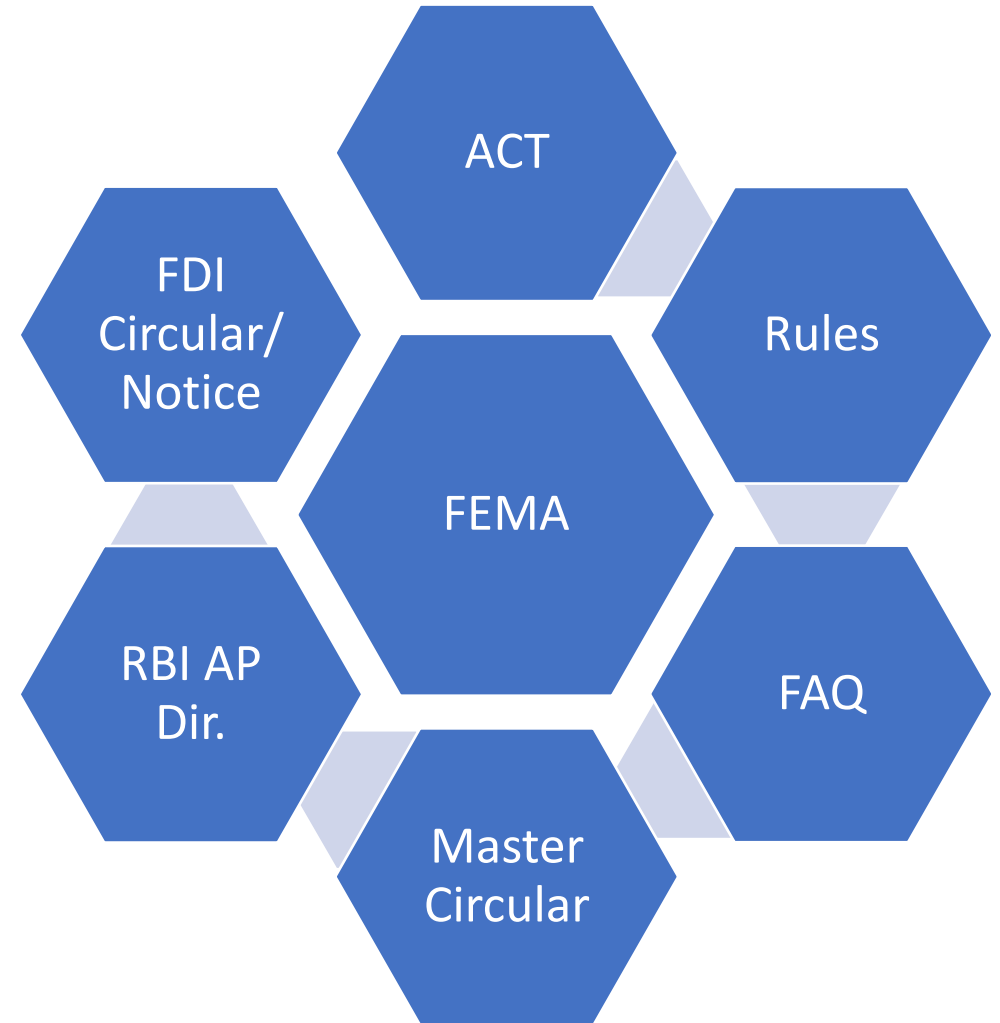 ACT
Rules
FAQ
Master
Circular
RBI AP
Dir.
FDI
Circular/
Notice
FEMA